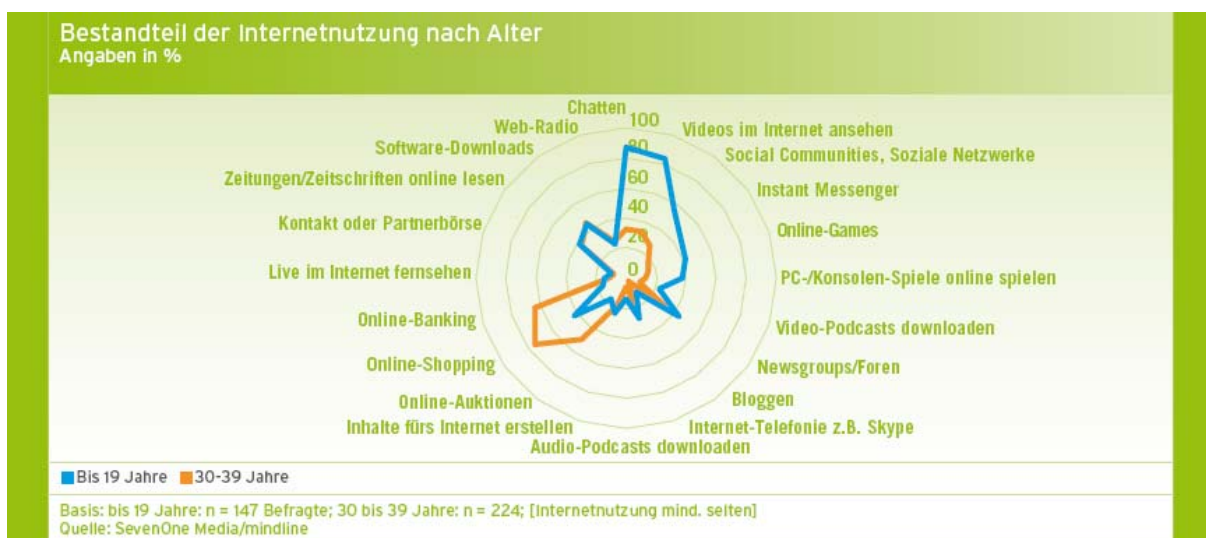 Bestandteil der Internetnutzung nach Alter
Angaben in %
Chatten
100
80
60
40
20
0
Videos im Internet ansehen
Social Communities, Soziale Netzwerke
Instant Messenger
Online-Games
PC-/Konsolen-Spiele online spielen
Video-Podcasts downloaden
Newsgroups/Foren
Bloggen
Internet-Telefonie z.B. Skype
Audio-Podcasts downloaden
Inhalte fürs Internet erstellen
Online-Auktionen
Online-Shopping
Online-Banking
Live im Internet fernsehen
Kontakt oder Partnerbörse
Zeitungen/Zeitschriften online lesen
Software-Downloads
Web-Radio
Bis 19 Jahre 30-39 Jahre
Basis: bis 19 Jahre: n = 147 Befragte; 30 bis 39 Jahre: n = 224; [Internetnutzung mind. selten]
Quelle: SevenOne Media/mindline